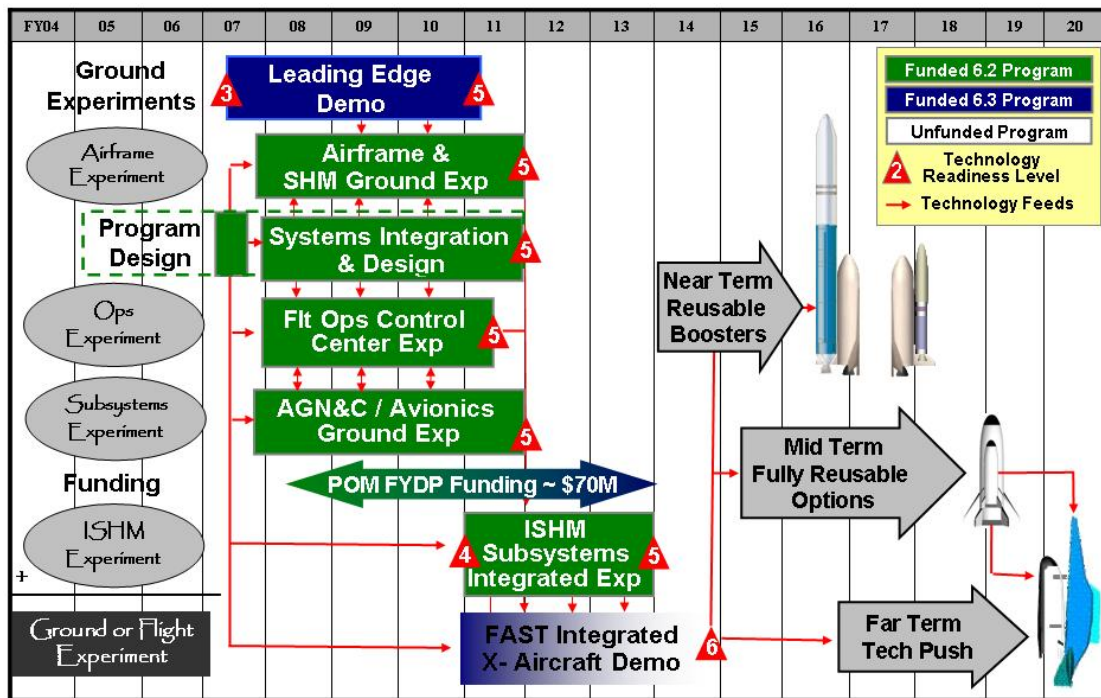 FY04 05 06 07 08 09 10 11 12 13 14 15 16 17 18 19 20
Ground
Experiments
Leading Edge
Demo
3
5
Funded 6.2 Program
Funded 6.3 Program
Unfunded Program
2
Technology
Readiness Level
Technology Feeds
Airframe
Experiment
Airframe &
SHM Ground Exp
5
Program
Design
Systems Integration
& Design
5
Near Term
Reusable
Boosters
Ops
Experiment
Flt Ops Control
Center Exp
5
Subsystems
Experiment
AGN&C / Avionics
Ground Exp
5
Mid Term
Fully Reusable
Options
Funding
POM FYDP Funding ~ $70M
ISHM
Experiment
4
ISHM
Subsystems
Integrated Exp
5
+
Ground or Flight
Experiment
FAST Integrated
X- Aircraft Demo
6
Far Term
Tech Push